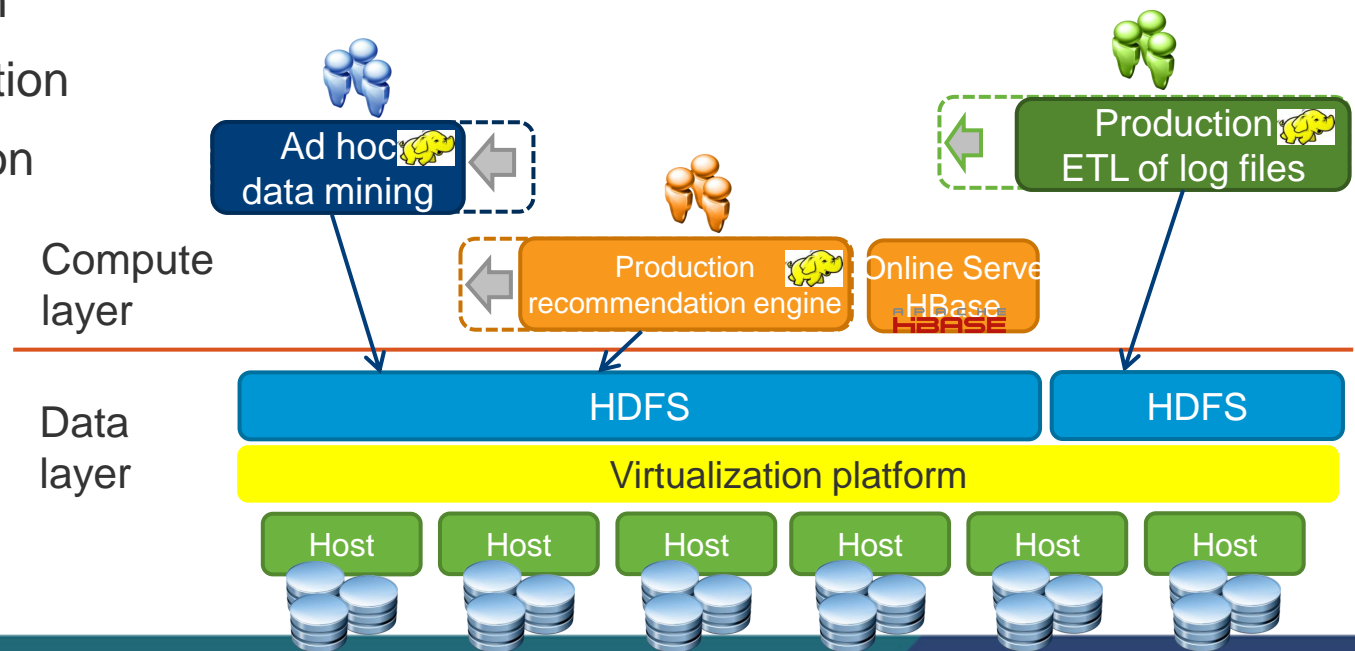 tion
on
Ad hoc
data mining
Production
ETL of log files
Compute
layer
Production
recommendation engine
Online Serve
HBase
APACHE
HBASE
HDFS
HDFS
Data
layer
Virtualization platform
Host
Host
Host
Host
Host
Host